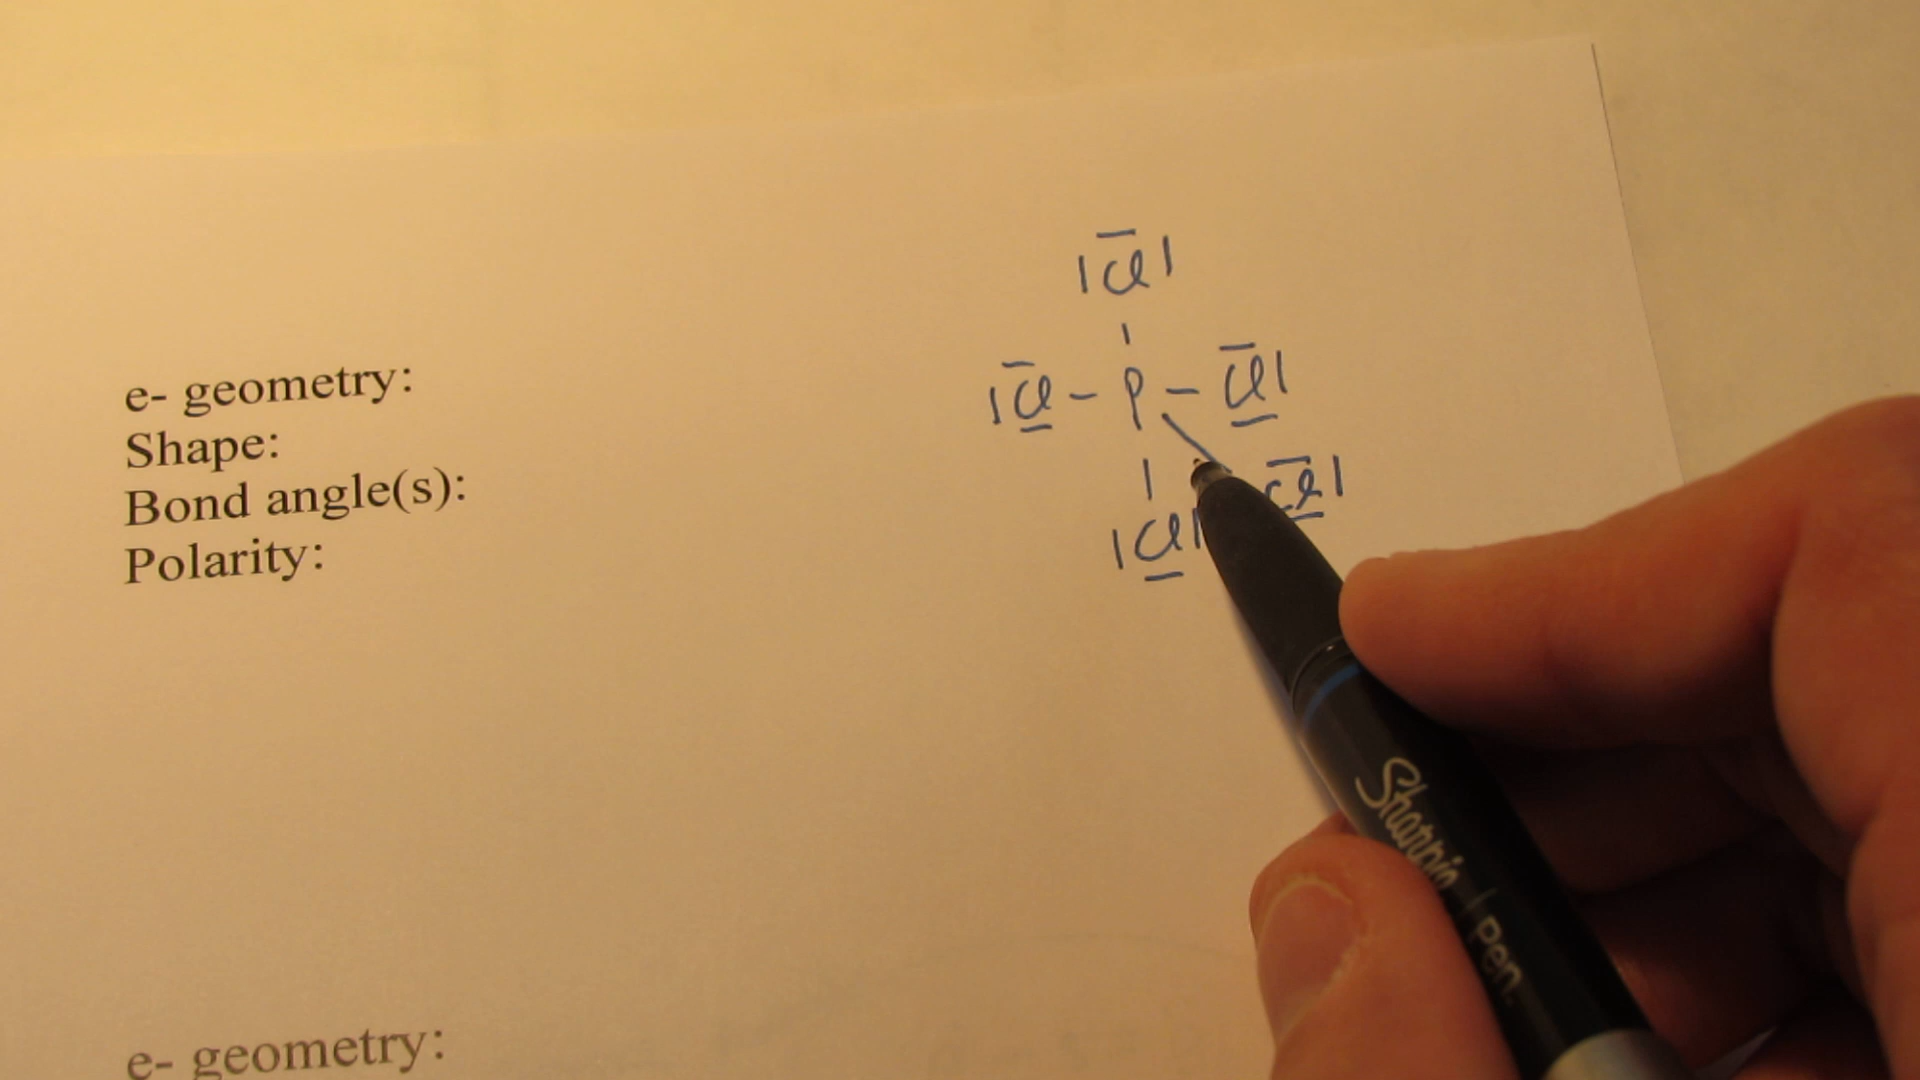 e- geometry:
Shape:
Bond angle(s):
Polarity:
|Cl|
|Cl - P - Cl|
|Cl| Cl|
Sharpie | Pen
e- geometry: